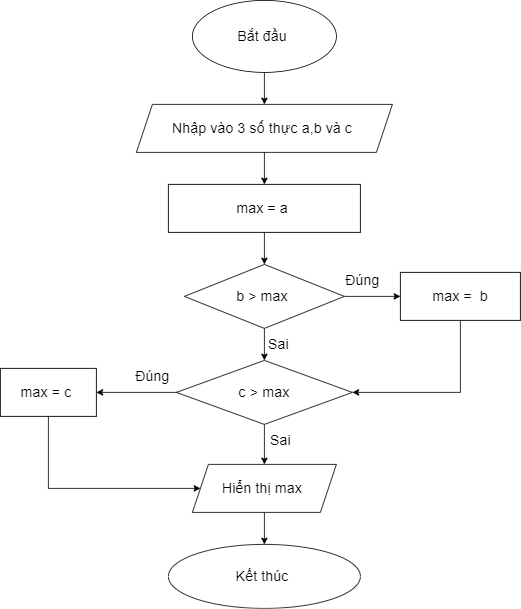 Bắt đầu
Nhập vào 3 số thực a,b và c
max = a
b > max
Đúng
max = b
Sai
c > max
Đúng
max = c
Sai
Hiển thị max
Kết thúc